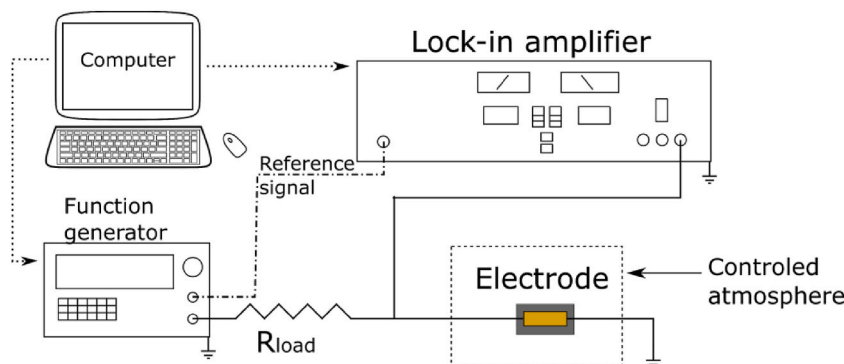 Computer
Lock-in amplifier
Reference
signal
Function
generator
Rload
Electrode
Controled
atmosphere